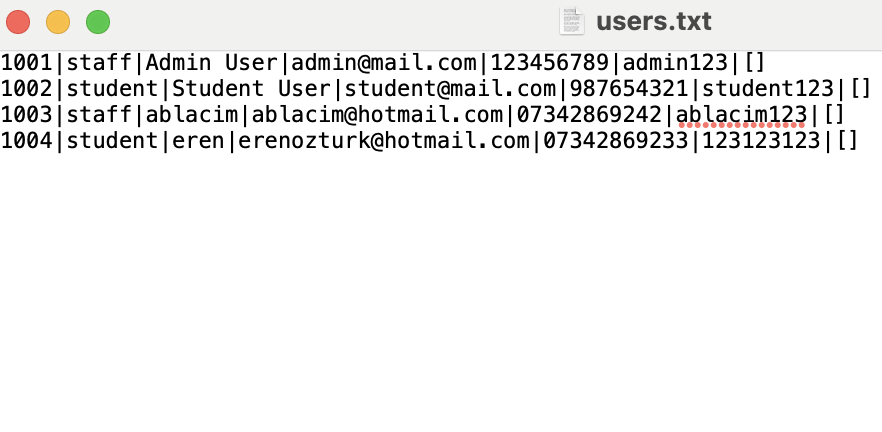 users.txt
1001|staff|Admin User|admin@mail.com|123456789|admin123|[]
1002|student|Student User|student@mail.com|987654321|student123|[]
1003|staff|ablacim|ablacim@hotmail.com|07342869242|ablacim123|[]
1004|student|eren|erenozturk@hotmail.com|07342869233|123123123|[]